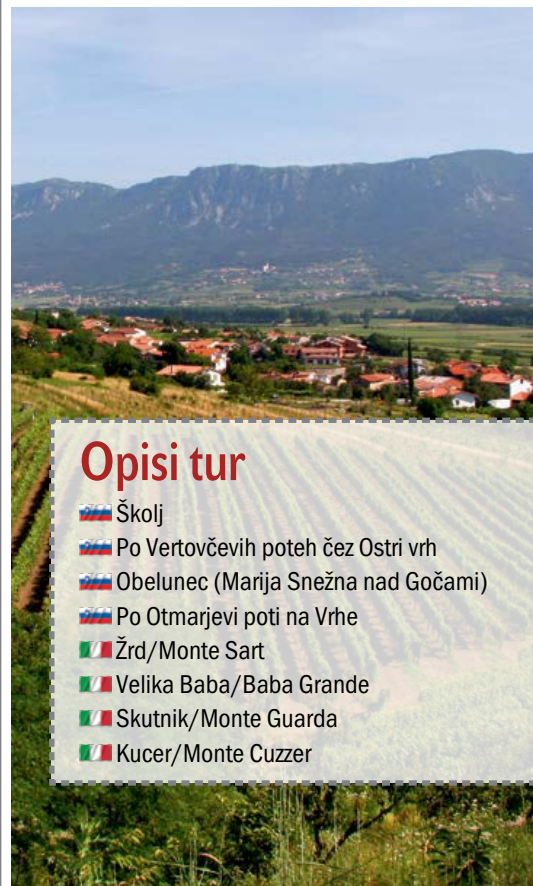 Opisi tur
Školj
Po Vertovčevih poteh čez Ostri vrh
Obelunec (Marija Snežna nad Gočami)
Po Otmarjevi poti na Vrhe
Žrd/Monte Sart
Velika Baba/Baba Grande
Skutnik/Monte Guarda
Kucer/Monte Cuzzer